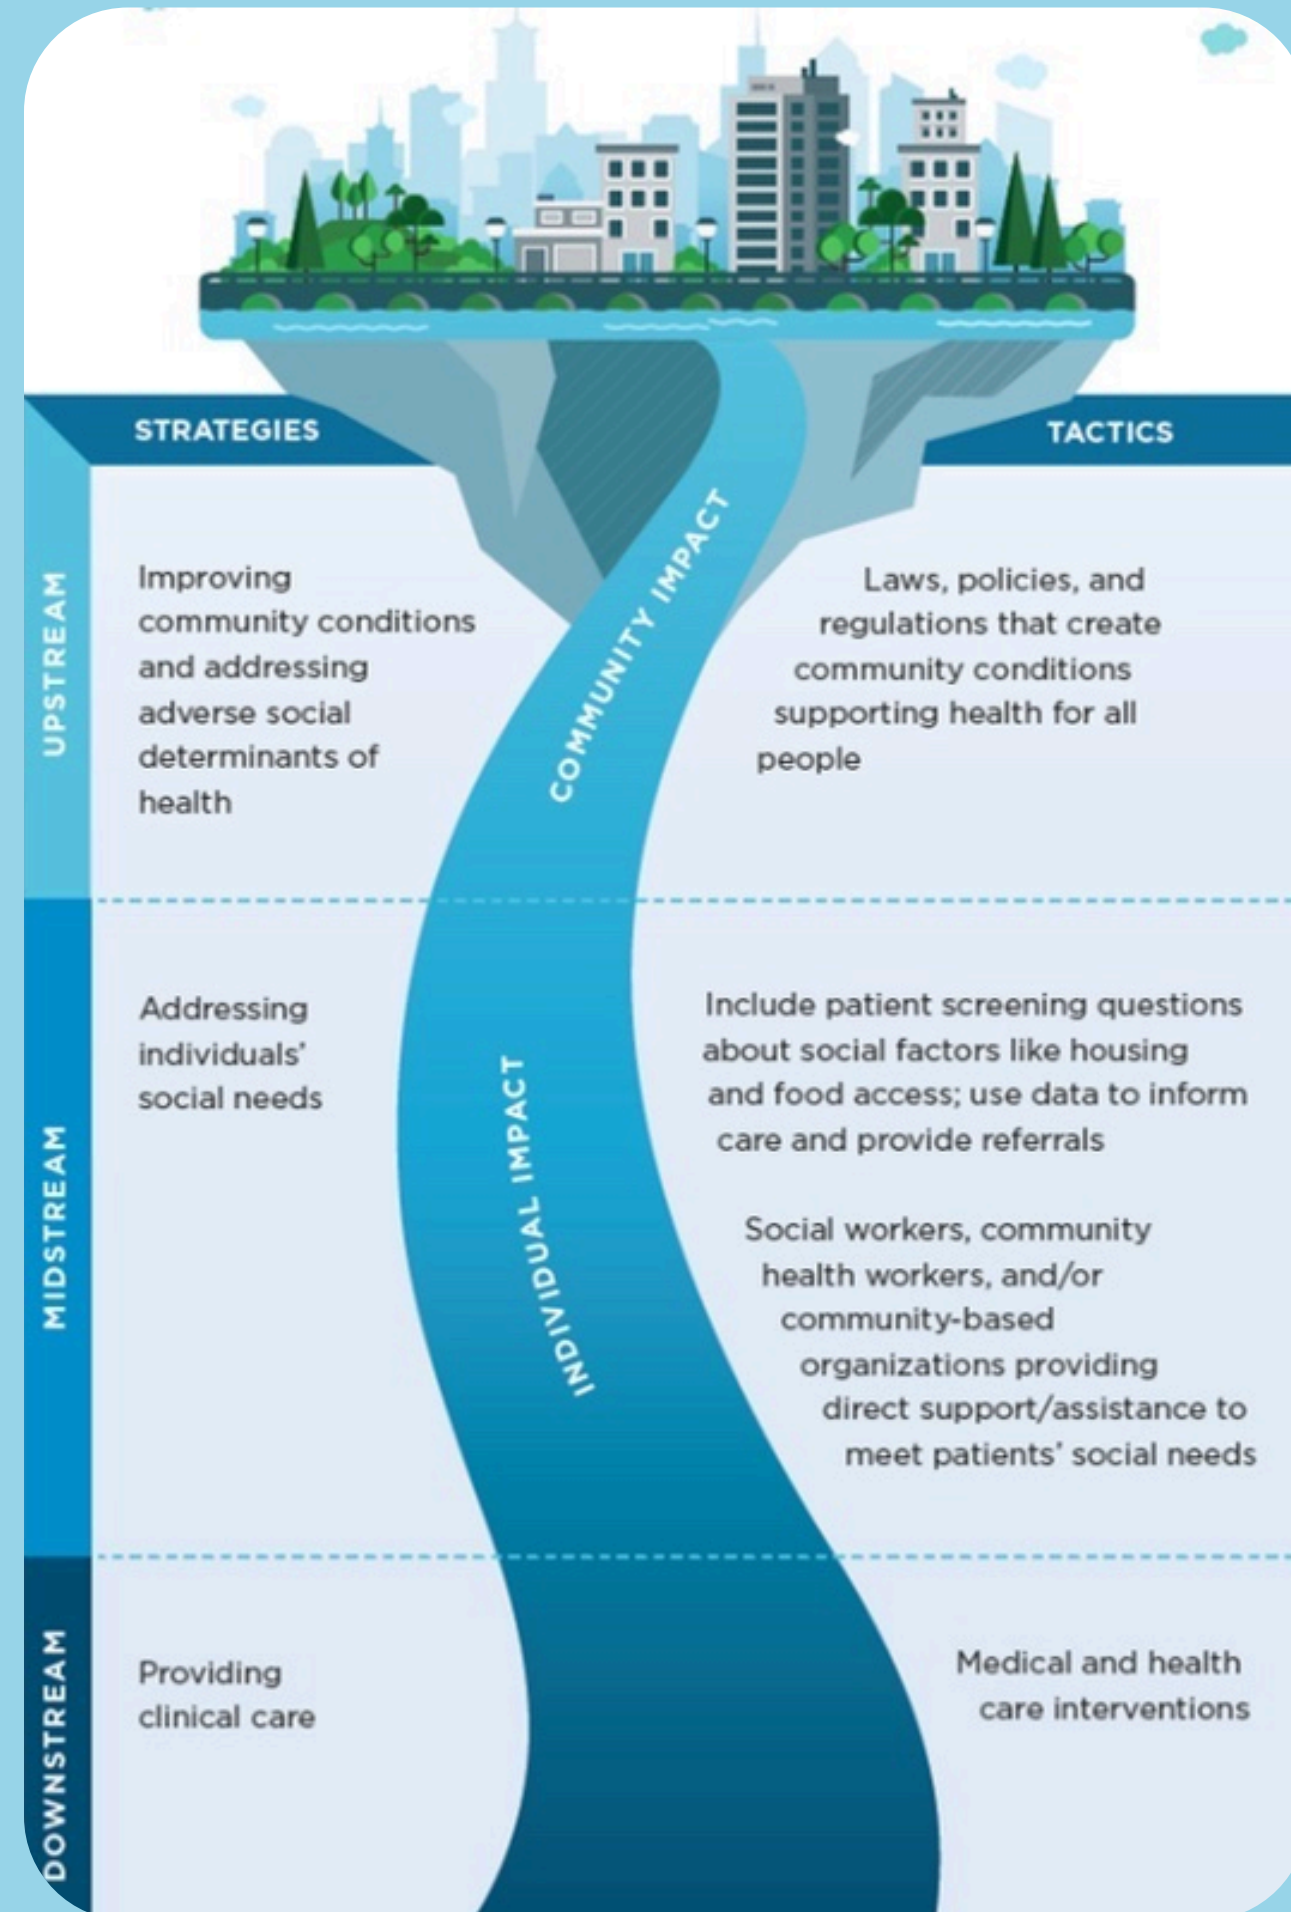 STRATEGIES
TACTICS
UPSTREAM
Improving
community conditions
and addressing
adverse social
determinants of
health
COMMUNITY IMPACT
Laws, policies, and
regulations that create
community conditions
supporting health for all
people
MIDSTREAM
Addressing
individuals’
social needs
INDIVIDUAL IMPACT
Include patient screening questions
about social factors like housing
and food access; use data to inform
care and provide referrals
Social workers, community
health workers, and/or
community-based
organizations providing
direct support/assistance to
meet patients’ social needs
DOWNSTREAM
Providing
clinical care
Medical and health
care interventions